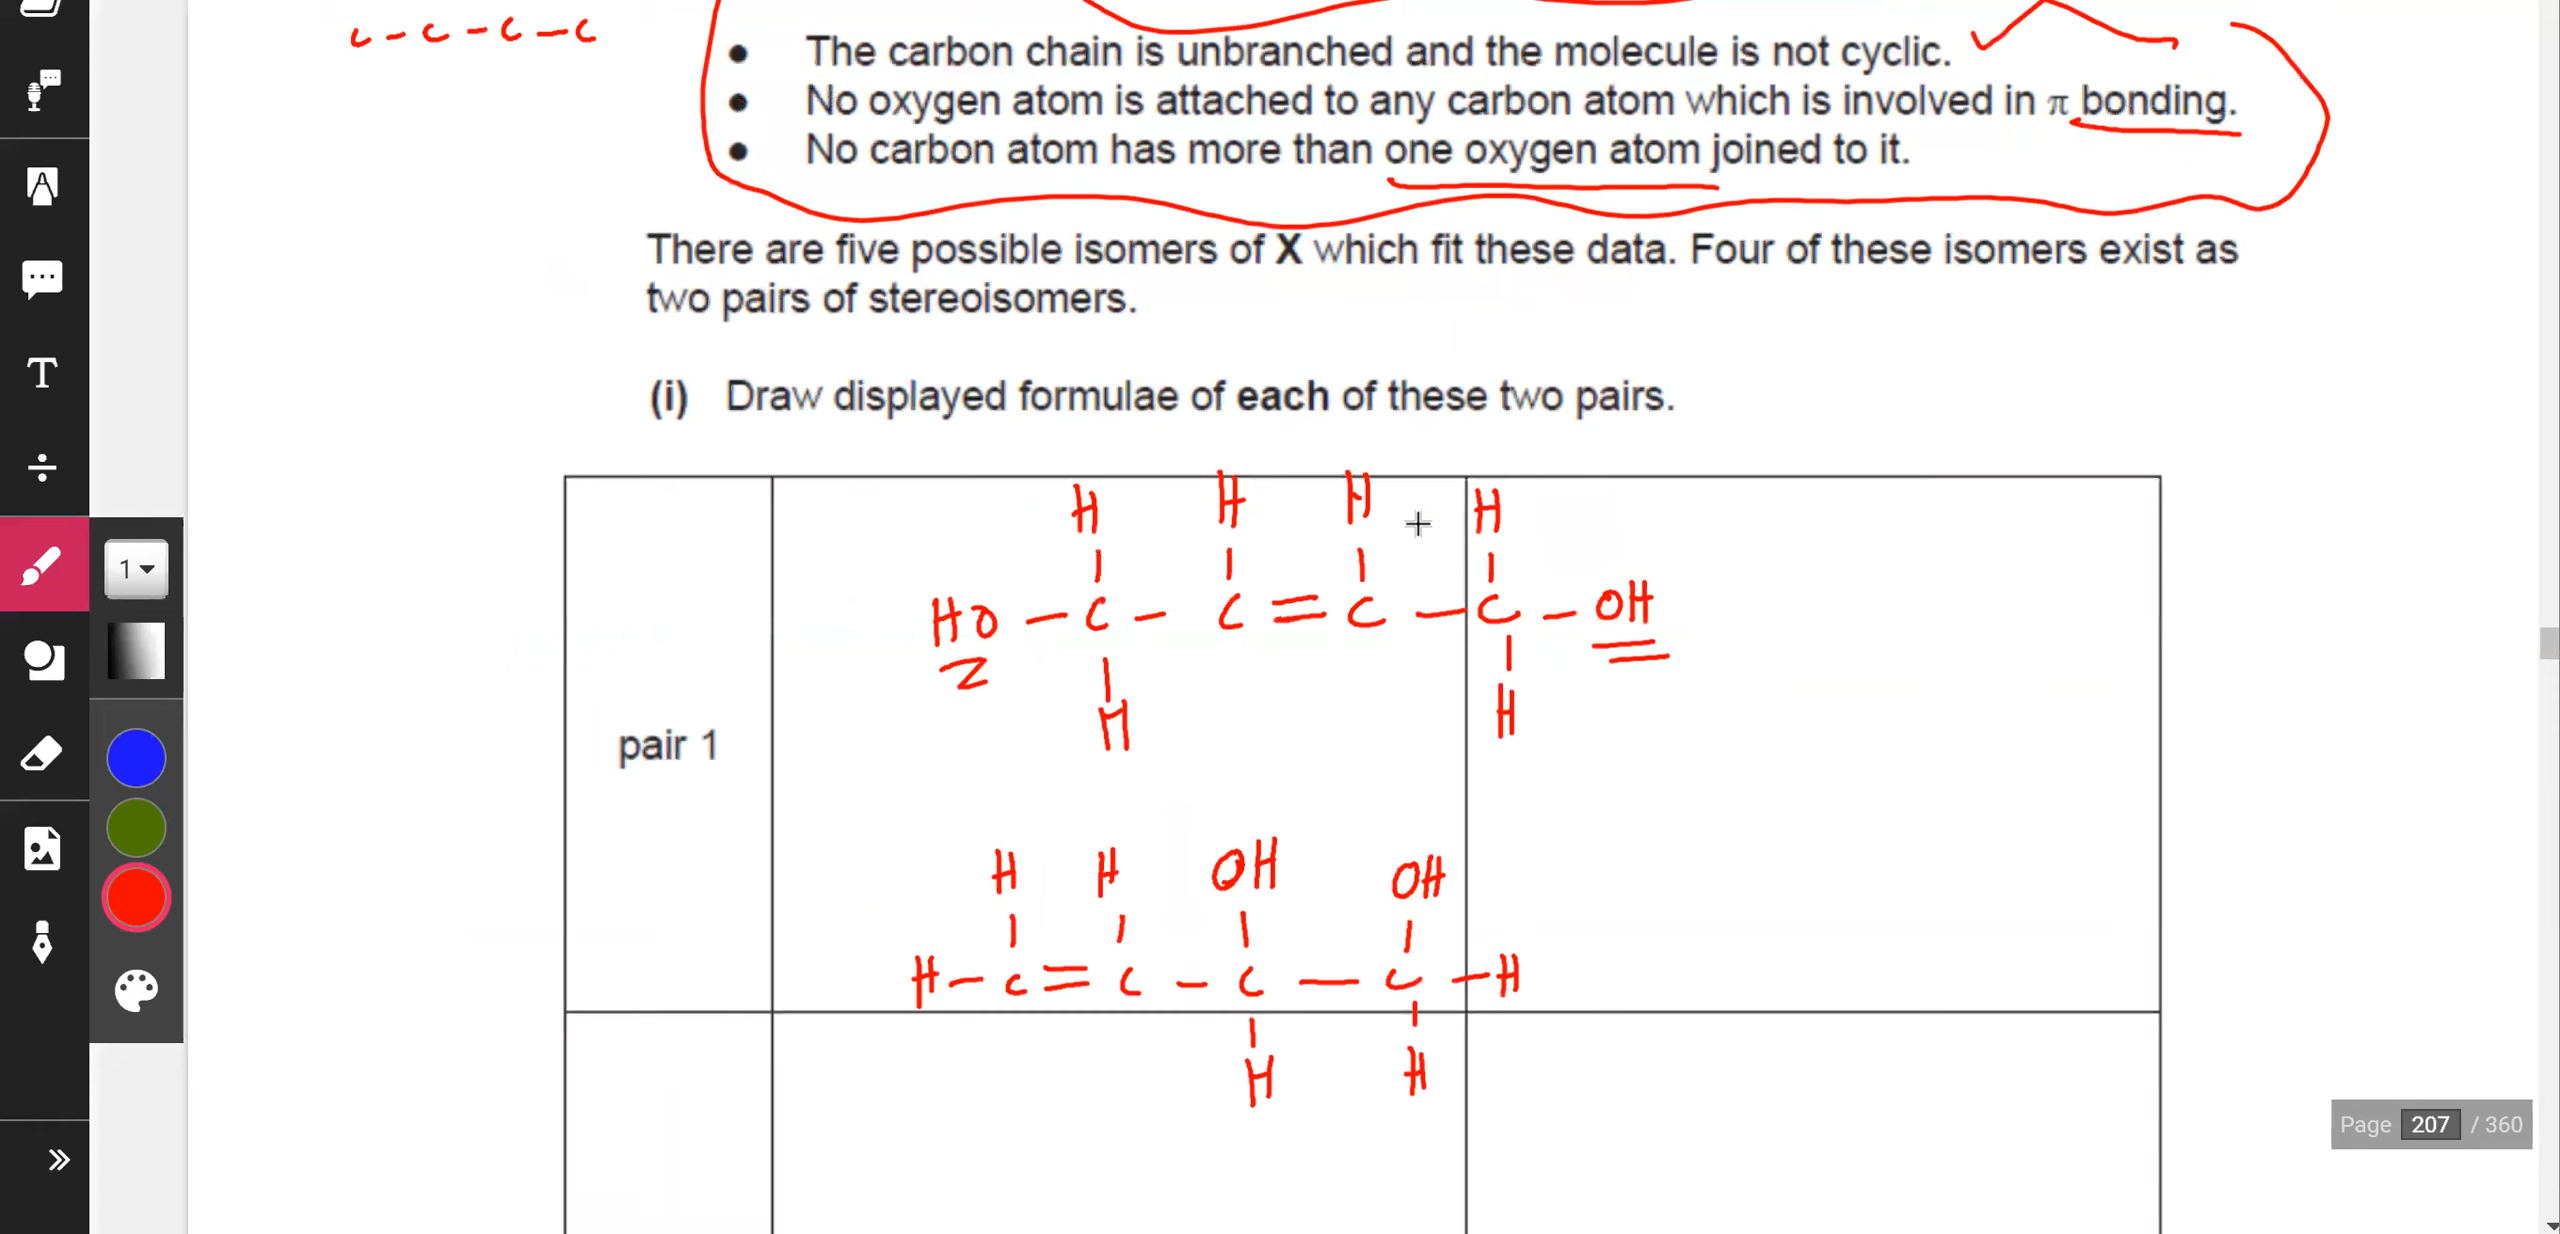 C - C - C - C
• The carbon chain is unbranched and the molecule is not cyclic.
• No oxygen atom is attached to any carbon atom which is involved in π bonding.
• No carbon atom has more than one oxygen atom joined to it.
There are five possible isomers of X which fit these data. Four of these isomers exist as
two pairs of stereoisomers.
(i) Draw displayed formulae of each of these two pairs.
H H H H
HO - C - C = C - C - OH
H H
pair 1
H H OH OH
H - C = C - C - C - H
H H
T
÷
1
Page 207 / 360